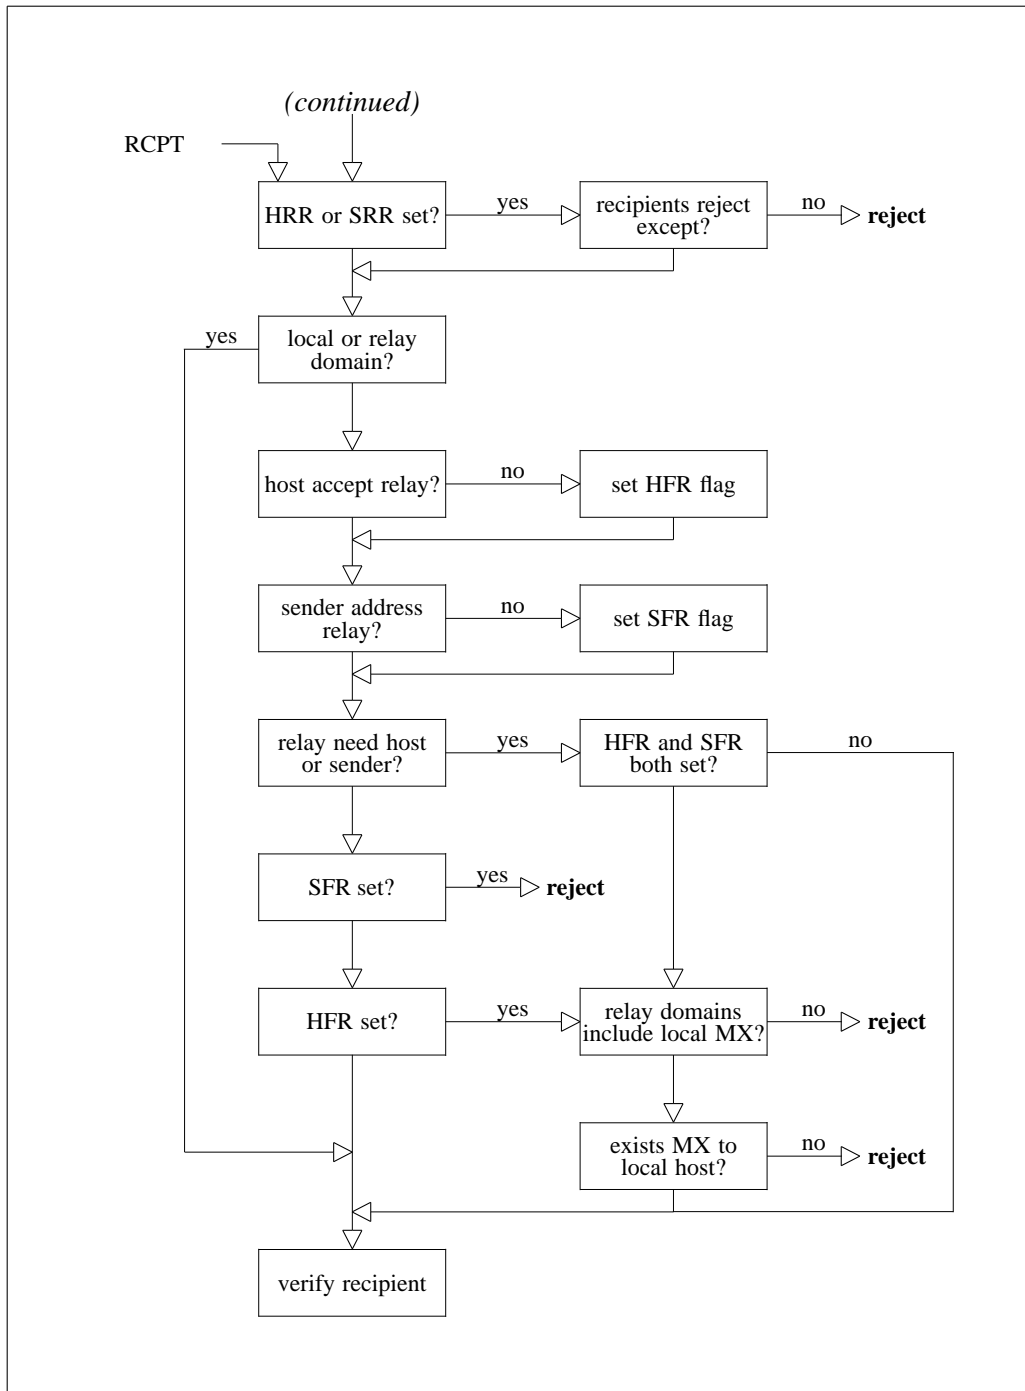 (continued)
RCPT
HRR or SRR set?
yes
recipients reject
except?
no
reject
yes
local or relay
domain?
host accept relay?
no
set HFR flag
sender address
relay?
no
set SFR flag
relay need host
or sender?
yes
HFR and SFR
both set?
no
SFR set?
yes
reject
HFR set?
yes
relay domains
include local MX?
no
reject
exists MX to
local host?
no
reject
verify recipient